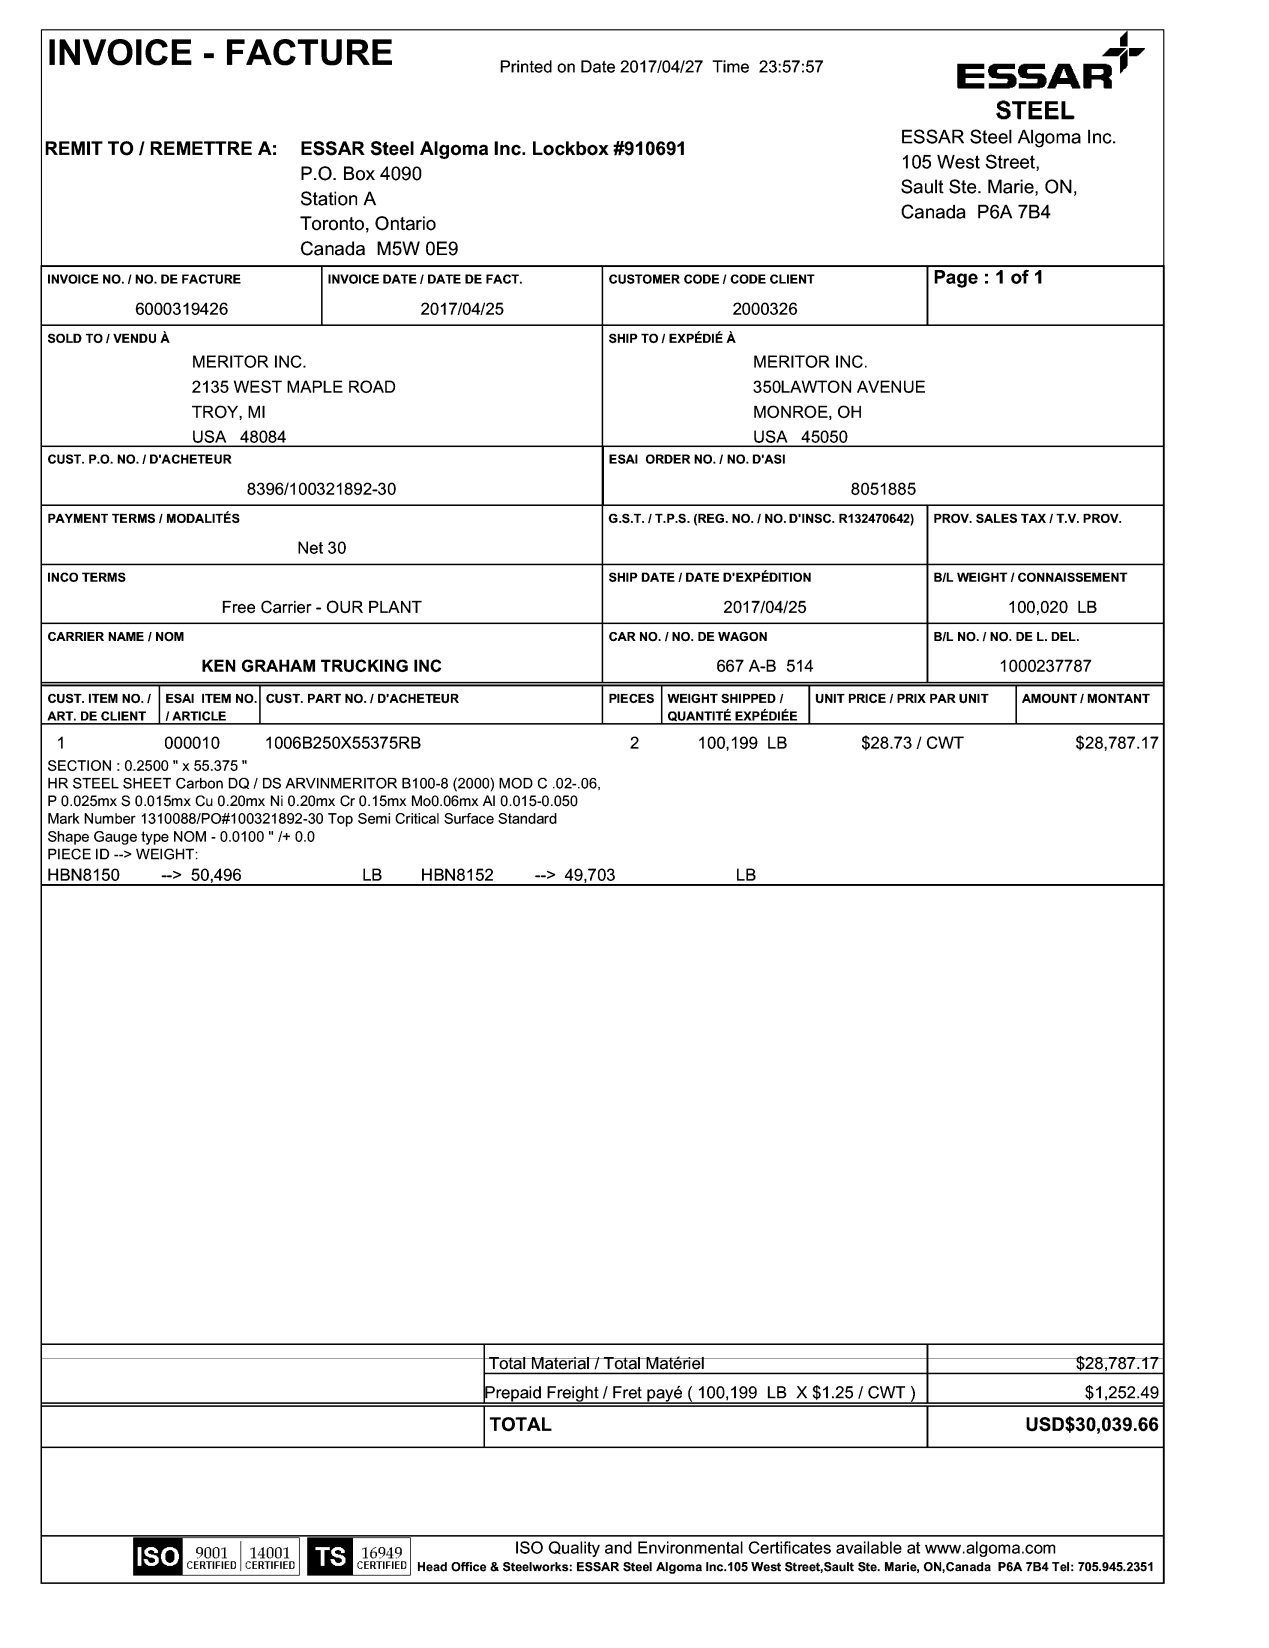 INVOICE - FACTURE
Printed on Date 2017/04/27 Time 23:57:57
ESSAR
STEEL
ESSAR Steel Algoma Inc.
105 West Street,
Sault Ste. Marie, ON,
Canada P6A 7B4
REMIT TO / REMETTRE A: ESSAR Steel Algoma Inc. Lockbox #910691
P.O. Box 4090
Station A
Toronto, Ontario
Canada M5W 0E9
INVOICE NO. / NO. DE FACTURE INVOICE DATE / DATE DE FACT. CUSTOMER CODE / CODE CLIENT Page : 1 of 1
6000319426 2017/04/25 2000326
SOLD TO / VENDU À
MERITOR INC.
2135 WEST MAPLE ROAD
TROY, MI
USA 48084
SHIP TO / EXPÉDIÉ À
MERITOR INC.
350LAWTON AVENUE
MONROE, OH
USA 45050
CUST. P.O. NO. / D'ACHETEUR ESAI ORDER NO. / NO. D'ASI
8396/100321892-30 8051885
PAYMENT TERMS / MODALITÉS G.S.T. / T.P.S. (REG. NO. / NO. D'INSC. R132470642) PROV. SALES TAX / T.V. PROV.
Net 30
INCO TERMS SHIP DATE / DATE D'EXPÉDITION B/L WEIGHT / CONNAISSEMENT
Free Carrier - OUR PLANT 2017/04/25 100,020 LB
CARRIER NAME / NOM CAR NO. / NO. DE WAGON B/L NO. / NO. DE L. DEL.
KEN GRAHAM TRUCKING INC 667 A-B 514 1000237787
CUST. ITEM NO. / ESAI ITEM NO. CUST. PART NO. / D'ACHETEUR PIECES WEIGHT SHIPPED / UNIT PRICE / PRIX PAR UNIT AMOUNT / MONTANT
ART. DE CLIENT / ARTICLE QUANTITÉ EXPÉDIÉE
1 000010 1006B250X55375RB 2 100,199 LB $28.73 / CWT $28,787.17
SECTION : 0.2500 " x 55.375 "
HR STEEL SHEET Carbon DQ / DS ARVINMERITOR B100-8 (2000) MOD C .02-.06,
P 0.025mx S 0.015mx Cu 0.20mx Ni 0.20mx Cr 0.15mx Mo0.06mx Al 0.015-0.050
Mark Number 1310088/PO#100321892-30 Top Semi Critical Surface Standard
Shape Gauge type NOM - 0.0100 " /+ 0.0
PIECE ID --> WEIGHT:
HBN8150 --> 50,496 LB HBN8152 --> 49,703 LB
Total Material / Total Matériel $28,787.17
Prepaid Freight / Fret payé ( 100,199 LB X $1.25 / CWT ) $1,252.49
TOTAL USD$30,039.66
ISO 9001 CERTIFIED 14001 CERTIFIED TS 16949 CERTIFIED
ISO Quality and Environmental Certificates available at www.algoma.com
Head Office & Steelworks: ESSAR Steel Algoma Inc.105 West Street,Sault Ste. Marie, ON,Canada P6A 7B4 Tel: 705.945.2351